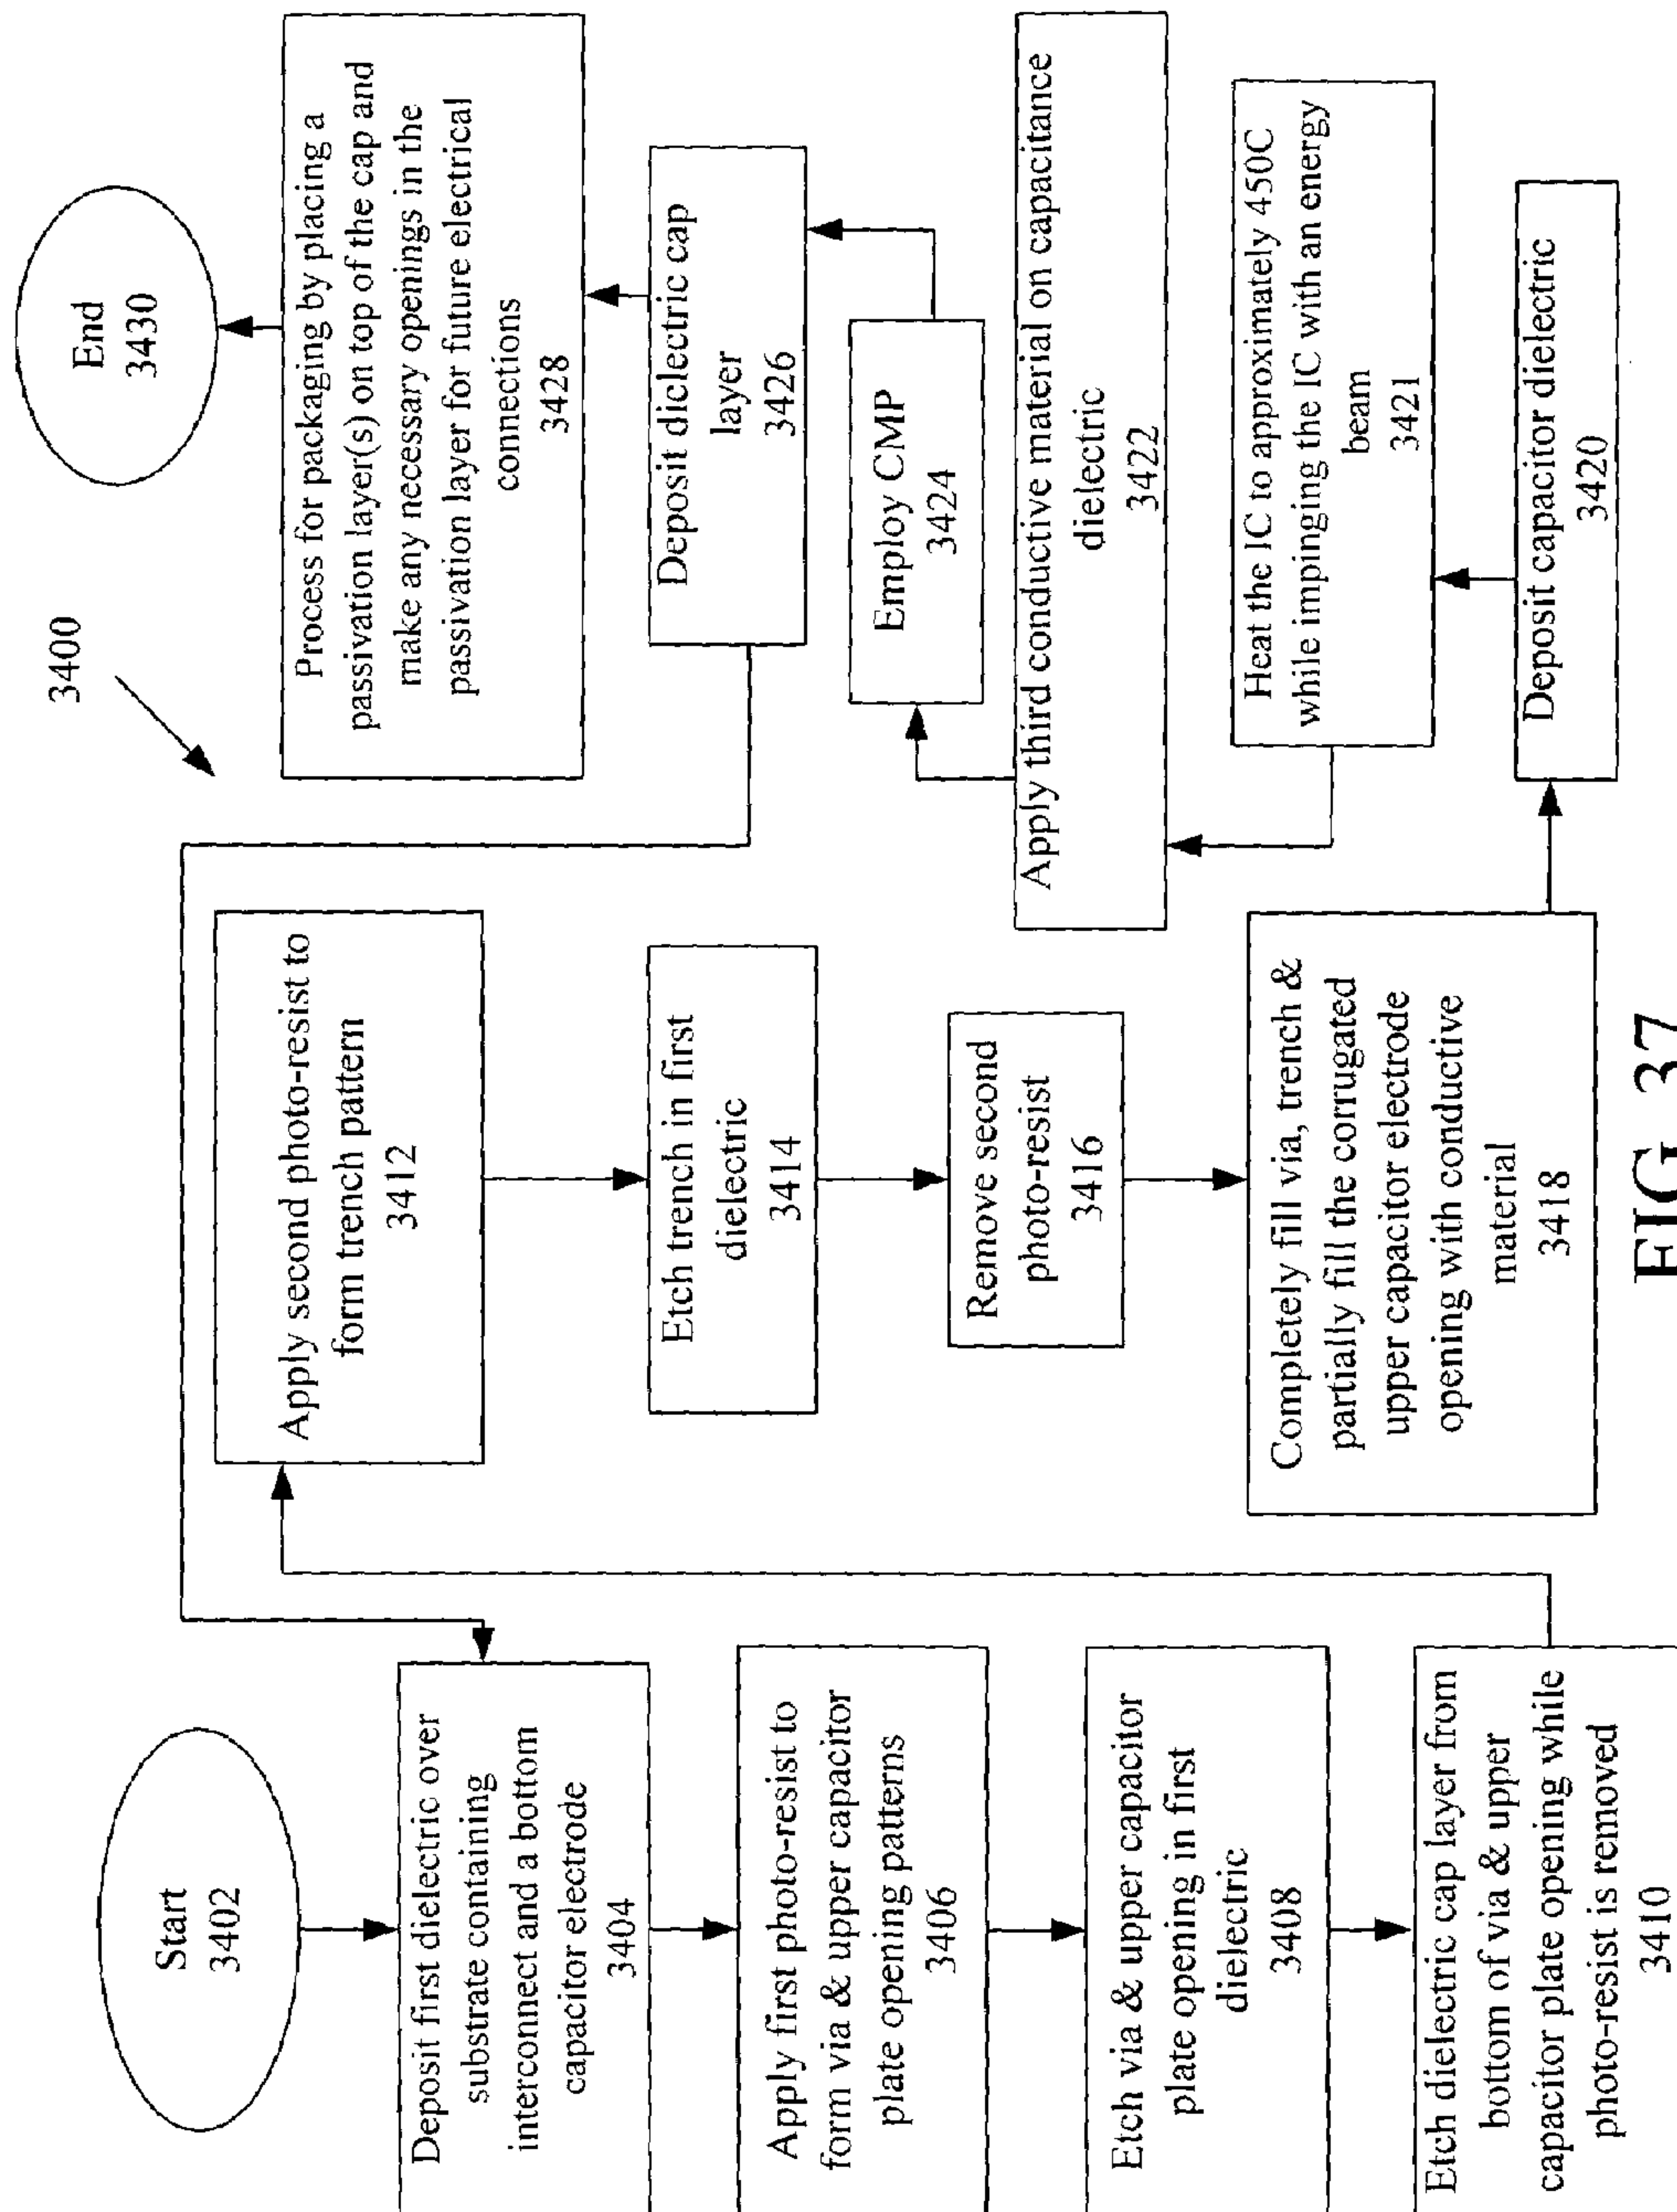 3400
Start
3402
Deposit first dielectric over
substrate containing
interconnect and a bottom
capacitor electrode
3404
Apply first photo-resist to
form via & upper capacitor
plate opening patterns
3406
Etch via & upper capacitor
plate opening in first
dielectric
3408
Etch dielectric cap layer from
bottom of via & upper
capacitor plate opening while
photo-resist is removed
3410
Apply second photo-resist to
form trench pattern
3412
Etch trench in first
dielectric
3414
Remove second
photo-resist
3416
Completely fill via, trench &
partially fill the corrugated
upper capacitor electrode
opening with conductive
material
3418
Deposit capacitor dielectric
3420
Heat the IC to approximately 450C
while impinging the IC with an energy
beam
3421
Apply third conductive material on capacitance
dielectric
3422
Employ CMP
3424
Deposit dielectric cap
layer
3426
Process for packaging by placing a
passivation layer(s) on top of the cap and
make any necessary openings in the
passivation layer for future electrical
connections
3428
End
3430
FIG 37